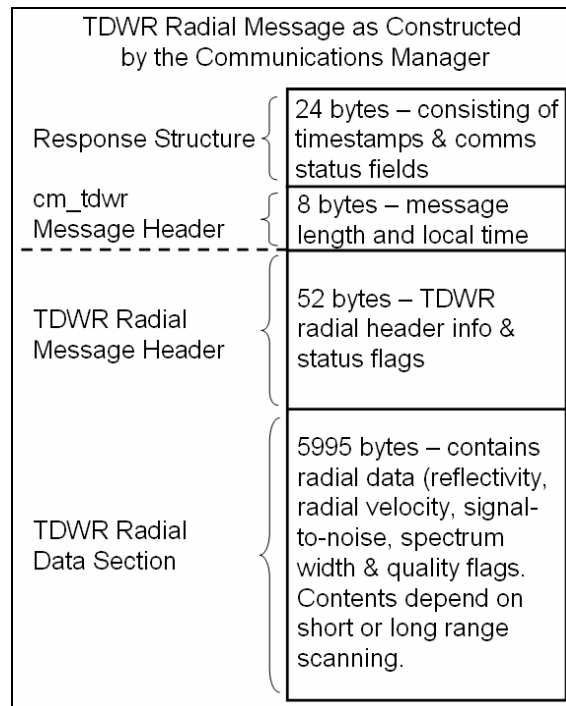 TDWR Radial Message as Constructed
by the Communications Manager
Response Structure
24 bytes – consisting of
timestamps & comms
status fields
cm_tdwr
Message Header
8 bytes – message
length and local time
TDWR Radial
Message Header
52 bytes – TDWR
radial header info &
status flags
TDWR Radial
Data Section
5995 bytes – contains
radial data (reflectivity,
radial velocity, signal-
to-noise, spectrum
width & quality flags.
Contents depend on
short or long range
scanning.